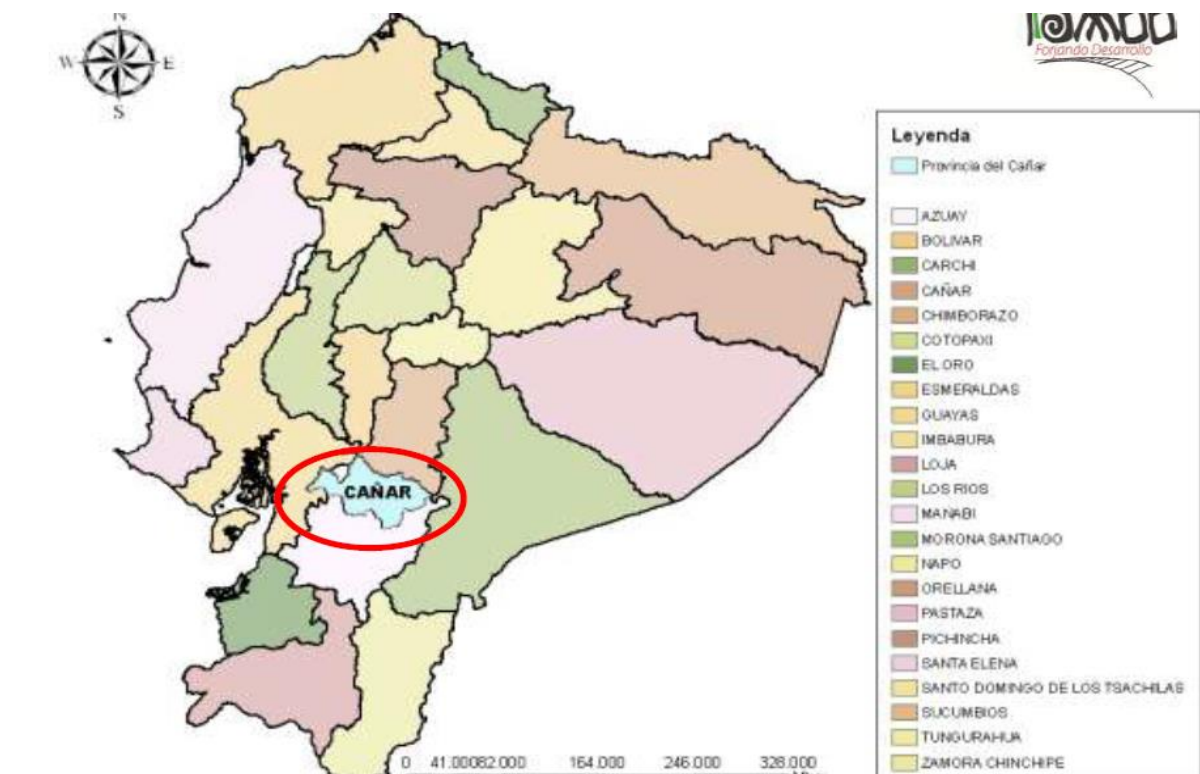 N
W E
S
Forjando Desarrollo
Leyenda
Provincia del Cañar
AZUAY
BOLIVAR
CARCHI
CAÑAR
CHIMBORAZO
COTOPAXI
EL ORO
ESMERALDAS
GUAYAS
IMBABURA
LOJA
LOS RIOS
MANABI
MORONA SANTIAGO
NAPO
ORELLANA
PASTAZA
PICHINCHA
SANTA ELENA
SANTO DOMINGO DE LOS TSACHILAS
SUCUMBIOS
TUNGURAHUA
ZAMORA CHINCHIPE
CAÑAR
0 41.00082.000 164.000 246.000 328.000